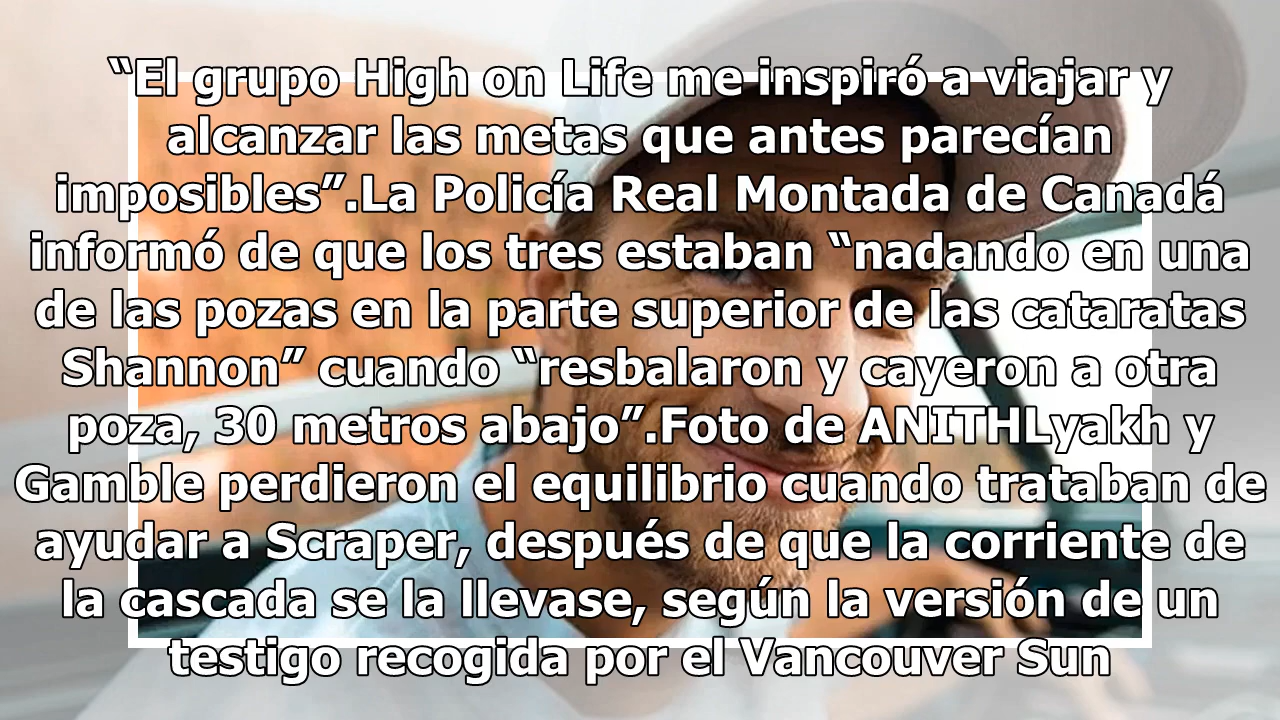 “El grupo High on Life me inspiró a viajar y
alcanzar las metas que antes parecían
imposibles”.La Policía Real Montada de Canadá
informó de que los tres estaban “nadando en una
de las pozas en la parte superior de las cataratas
Shannon” cuando “resbalaron y cayeron a otra
poza, 30 metros abajo”.Foto de ANITHLyakh y
Gamble perdieron el equilibrio cuando trataban de
ayudar a Scraper, después de que la corriente de
la cascada se la llevase, según la versión de un
testigo recogida por el Vancouver Sun